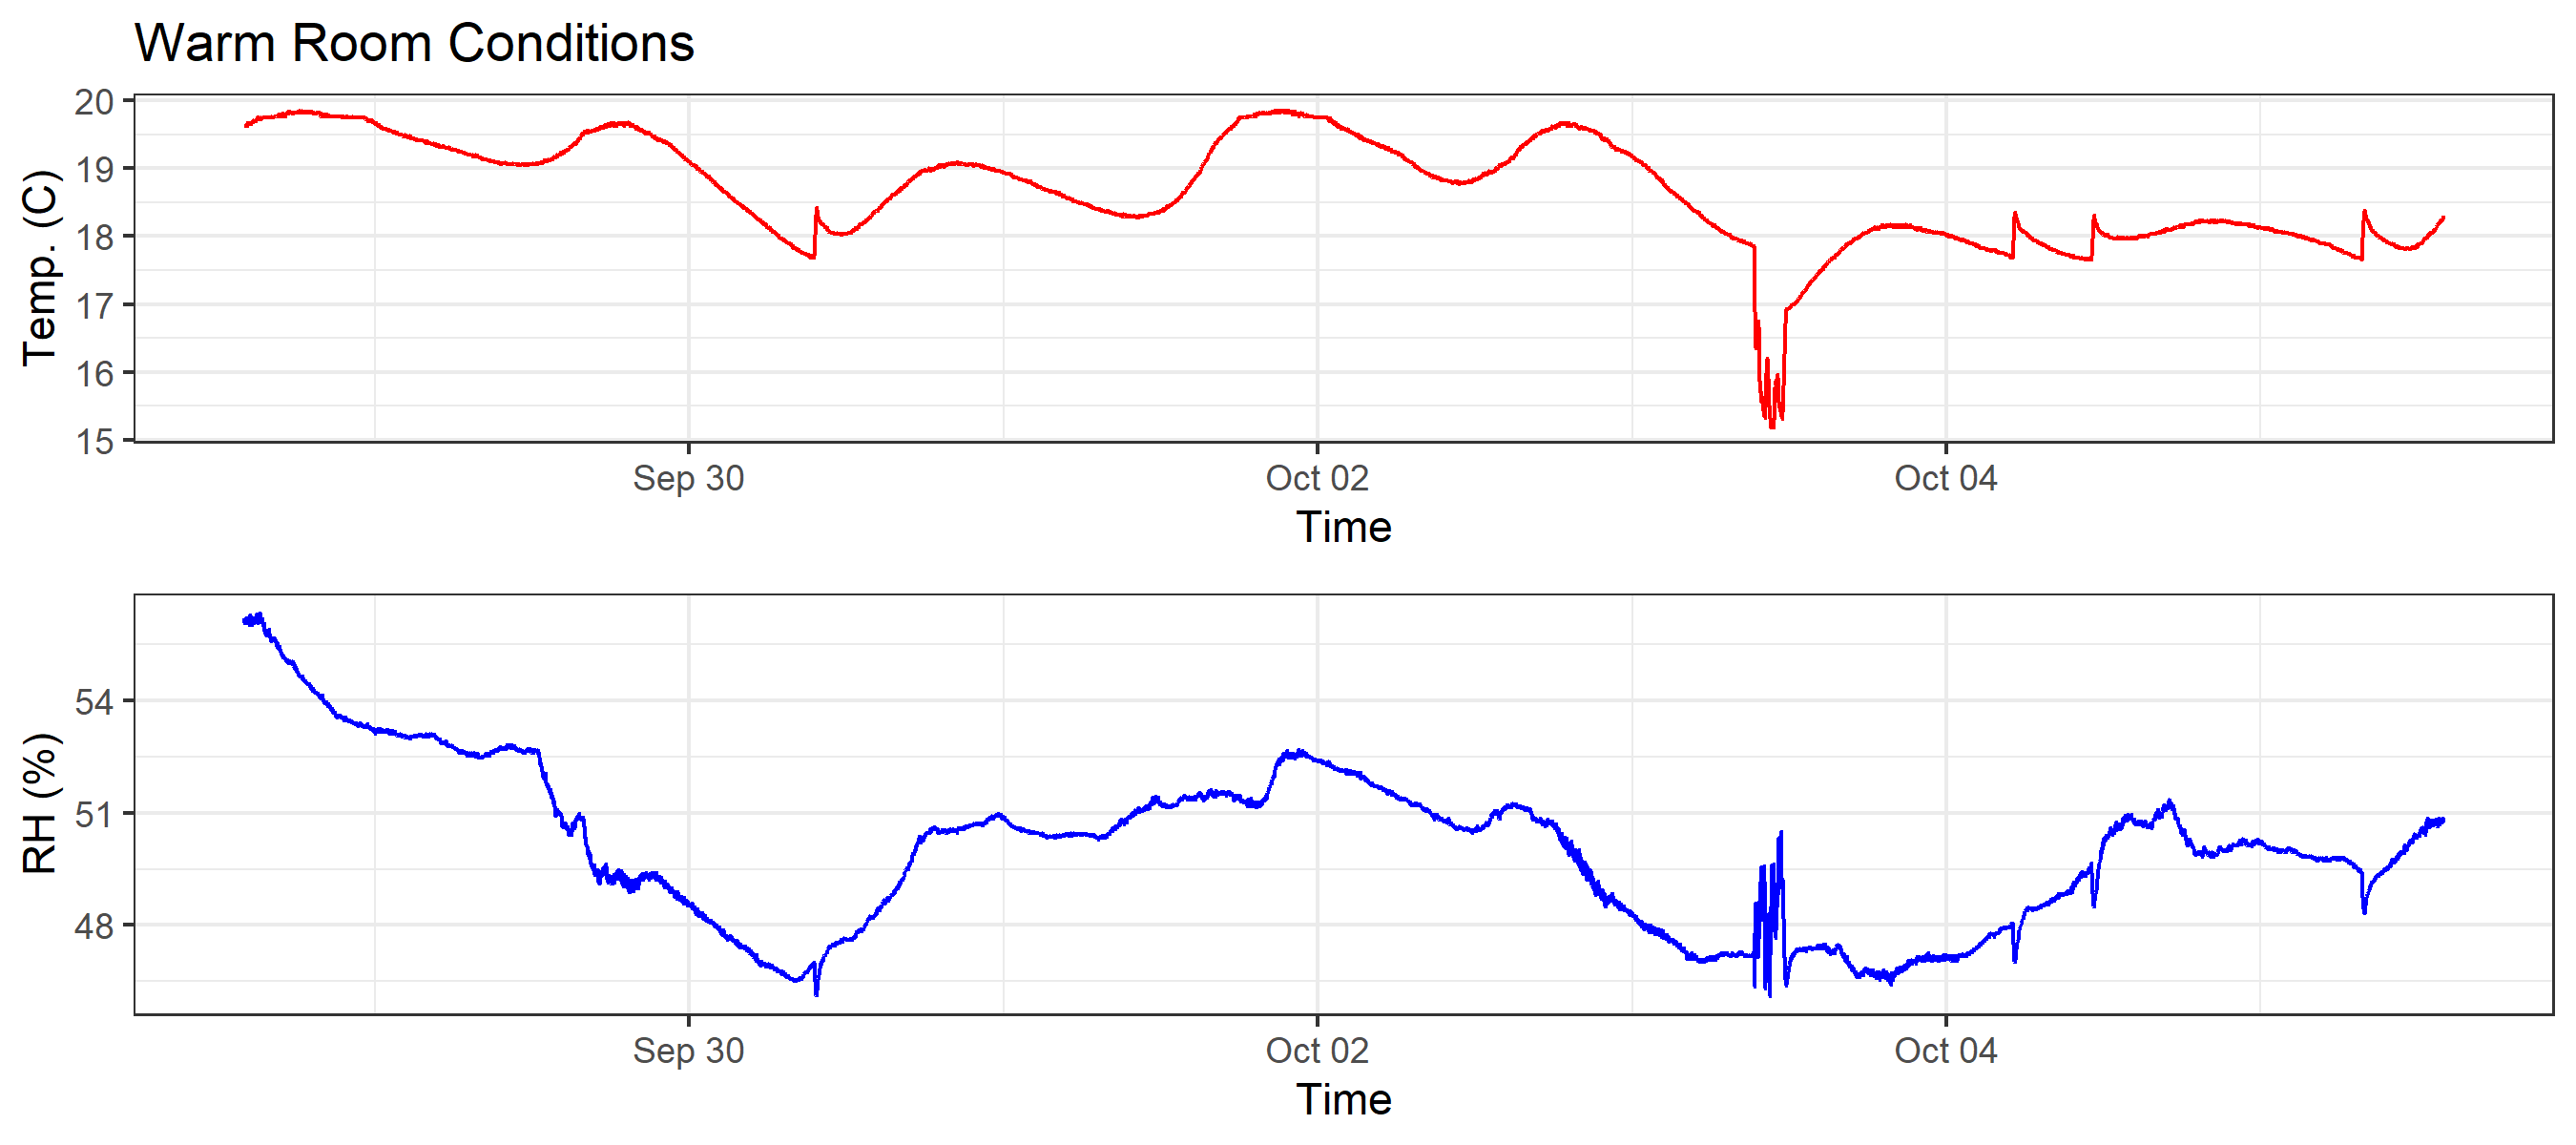 Warm Room Conditions
Temp. (C)
20
19
18
17
16
15
Sep 30
Oct 02
Oct 04
Time
RH (%)
54
51
48
Sep 30
Oct 02
Oct 04
Time